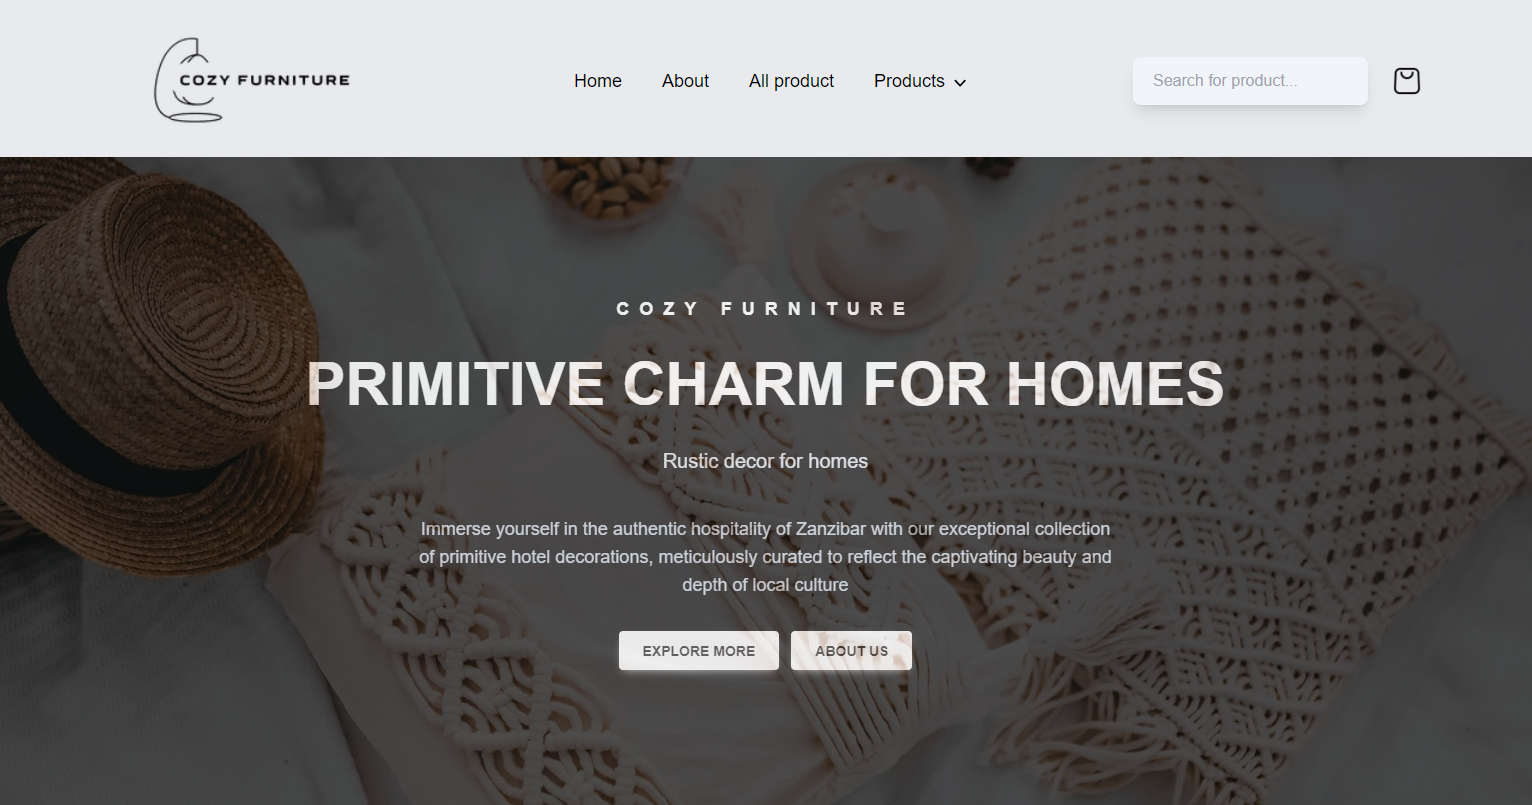 COZY FURNITURE
Home
About
All product
Products
Search for product...
COZY FURNITURE
PRIMITIVE CHARM FOR HOMES
Rustic decor for homes
Immerse yourself in the authentic hospitality of Zanzibar with our exceptional collection
of primitive hotel decorations, meticulously curated to reflect the captivating beauty and
depth of local culture
EXPLORE MORE
ABOUT US